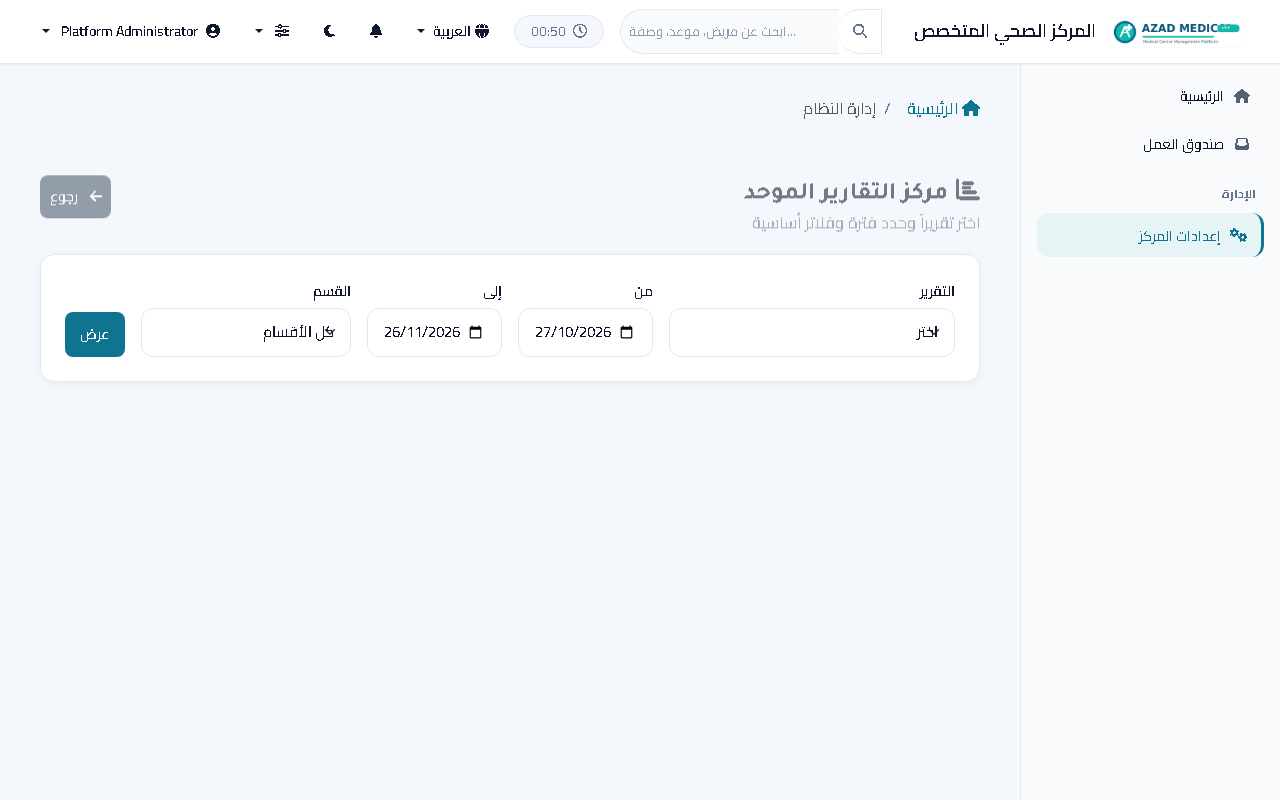 AZAD MEDIC
Medical Centre Management Platform
المركز الصحي المتخصص
ابحث عن مريض، موعد، وصفة...
00:50
العربية
Platform Administrator
الرئيسية
صندوق العمل
الإدارة
إعدادات المركز
الرئيسية / إدارة النظام
مركز التقارير الموحد
اختر تقريراً وحدد فترة وفلاتر أساسية
رجوع
التقرير
من
إلى
القسم
اختر
27/10/2026
26/11/2026
كل الأقسام
عرض